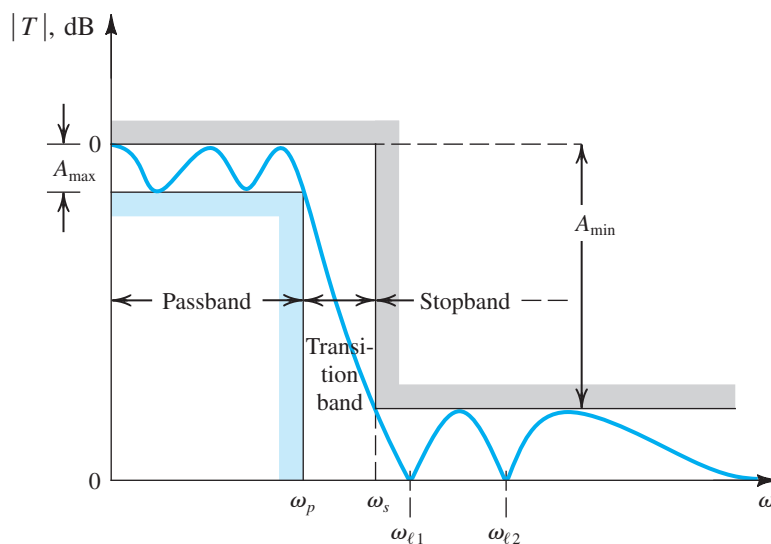 |T|, dB
0
A_max
A_min
Passband
Stopband
Transi-
tion
band
0
ω_p
ω_s
ω
ω_ℓ1
ω_ℓ2